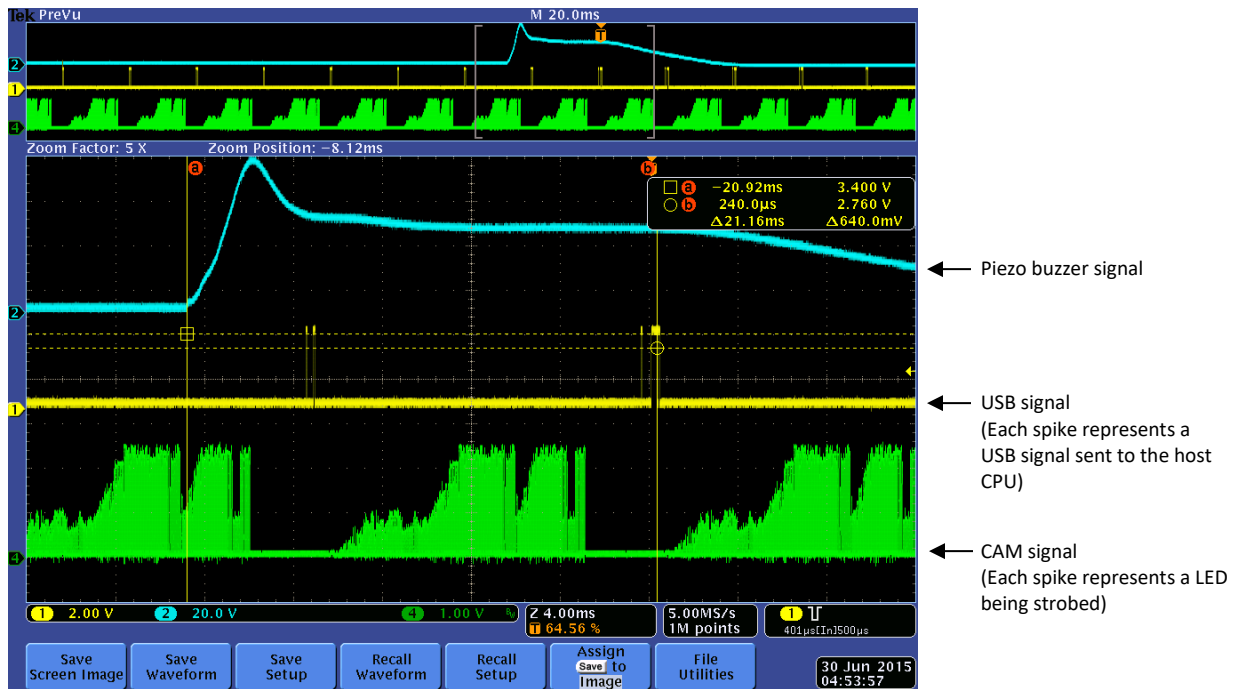 Tek PreVu
M 20.0ms
T
2
1
4
Zoom Factor: 5 X
Zoom Position: −8.12ms
a
b
a −20.92ms 3.400 V
b 240.0µs 2.760 V
Δ21.16ms Δ640.0mV
Piezo buzzer signal
2
1
USB signal
(Each spike represents a
USB signal sent to the host
CPU)
4
CAM signal
(Each spike represents a LED
being strobed)
1 2.00 V
2 20.0 V
4 1.00 V
Z 4.00ms
T 64.56 %
5.00MS/s
1M points
1
401µs[In]500µs
Save
Screen Image
Save
Waveform
Save
Setup
Recall
Waveform
Recall
Setup
Assign
Save to
Image
File
Utilities
30 Jun 2015
04:53:57